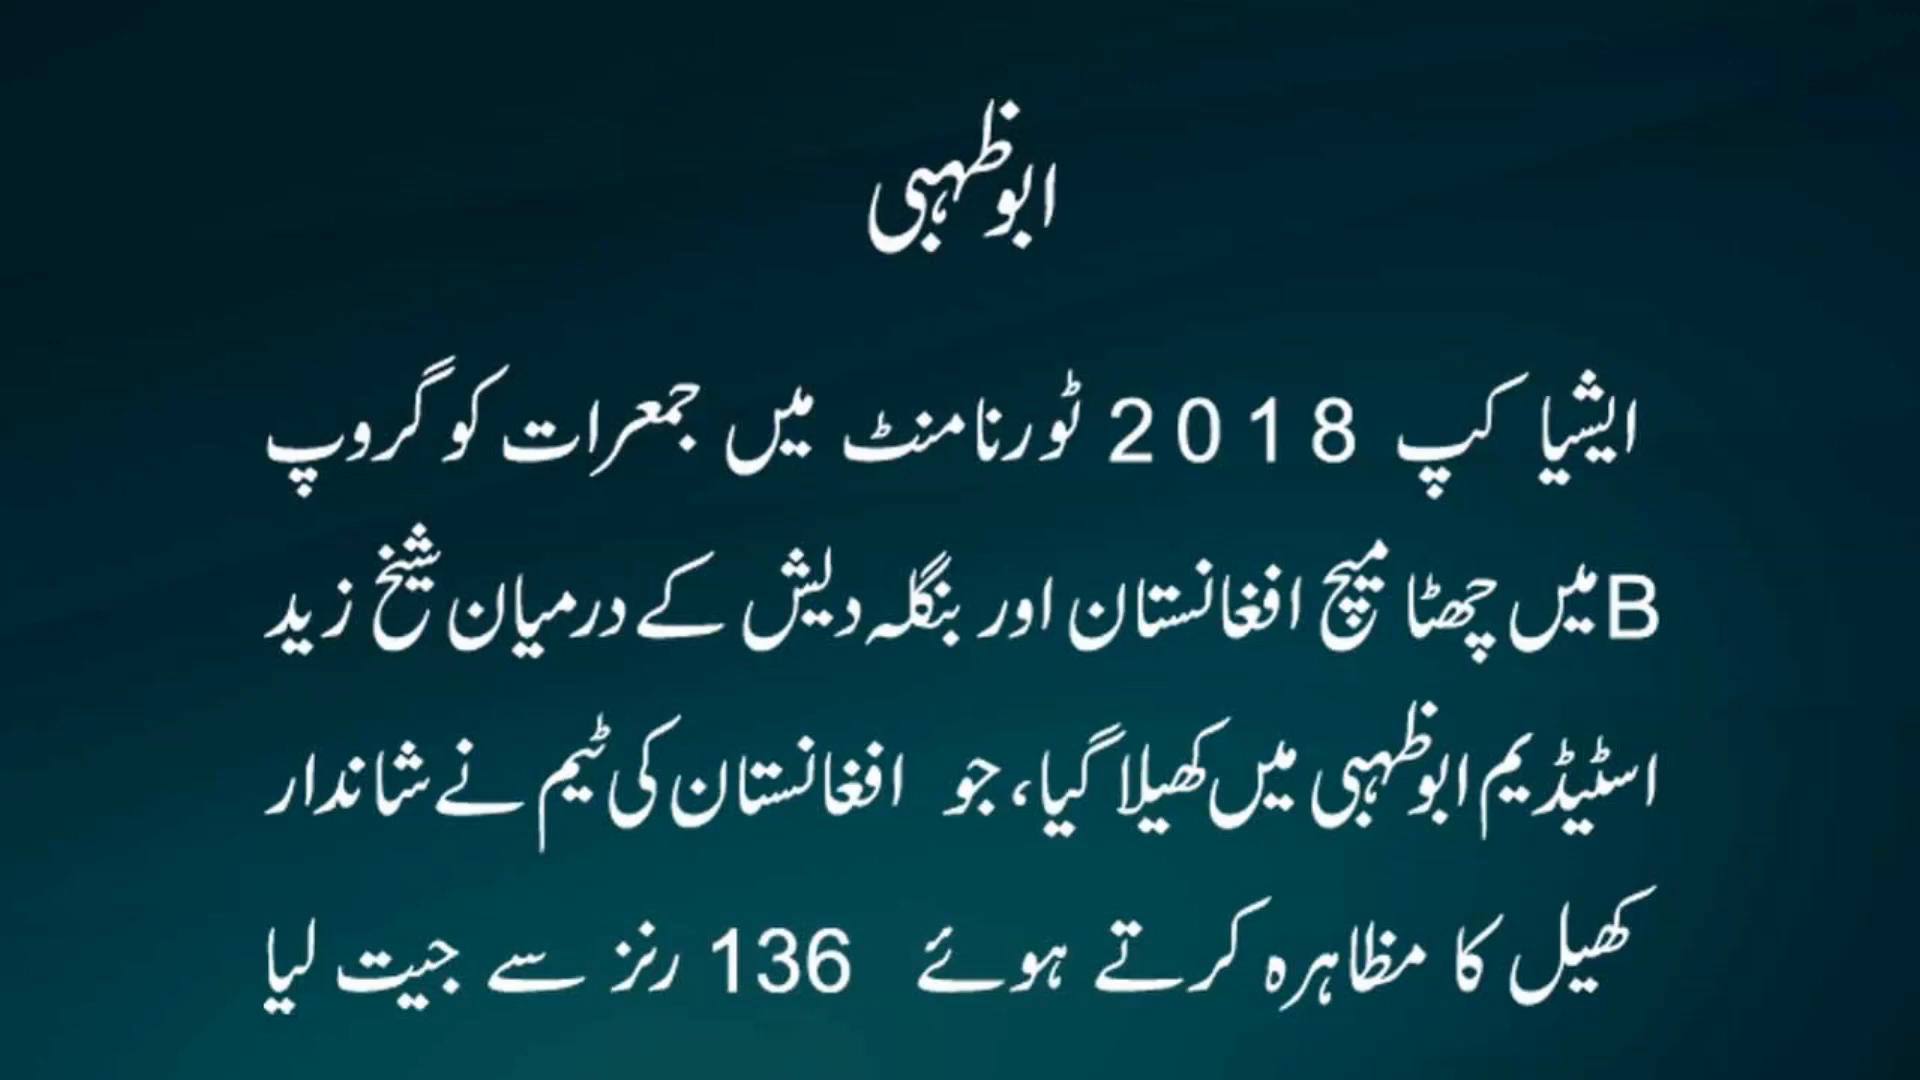 ابوظہبی
ایشیا کپ 2018 ٹورنامنٹ میں جمعرات کو گروپ
B میں چھٹا میچ افغانستان اور بنگلہ دیش کے درمیان شیخ زید
اسٹیڈیم ابوظہبی میں کھیلا گیا، جو افغانستان کی ٹیم نے شاندار
کھیل کا مظاہرہ کرتے ہوئے 136 رنز سے جیت لیا